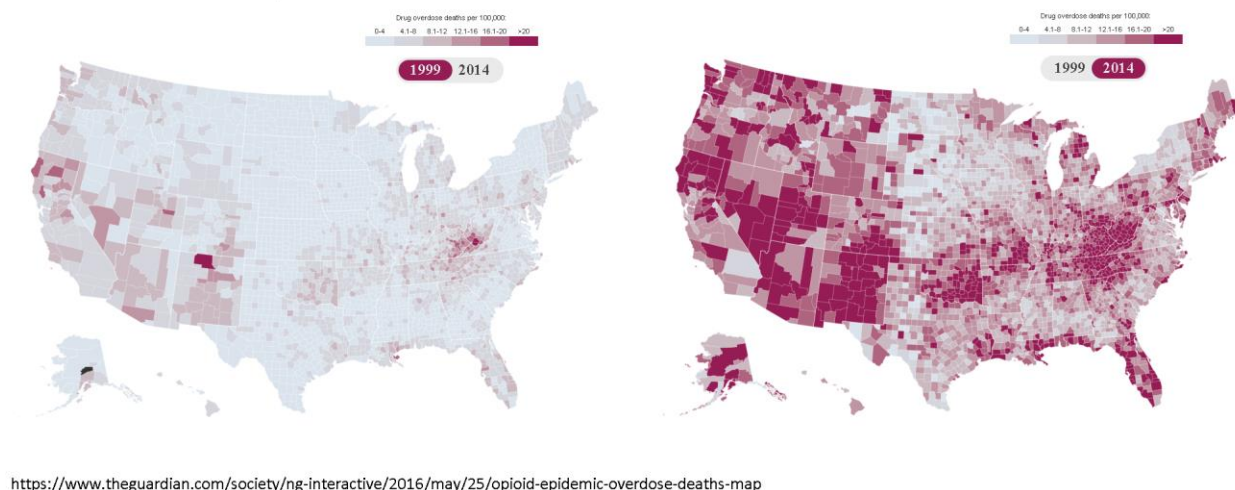 Drug overdose deaths per 100,000:
0-4 4.1-8 8.1-12 12.1-16 16.1-20 >20
1999 2014
Drug overdose deaths per 100,000:
0-4 4.1-8 8.1-12 12.1-16 16.1-20 >20
1999 2014
https://www.theguardian.com/society/ng-interactive/2016/may/25/opioid-epidemic-overdose-deaths-map